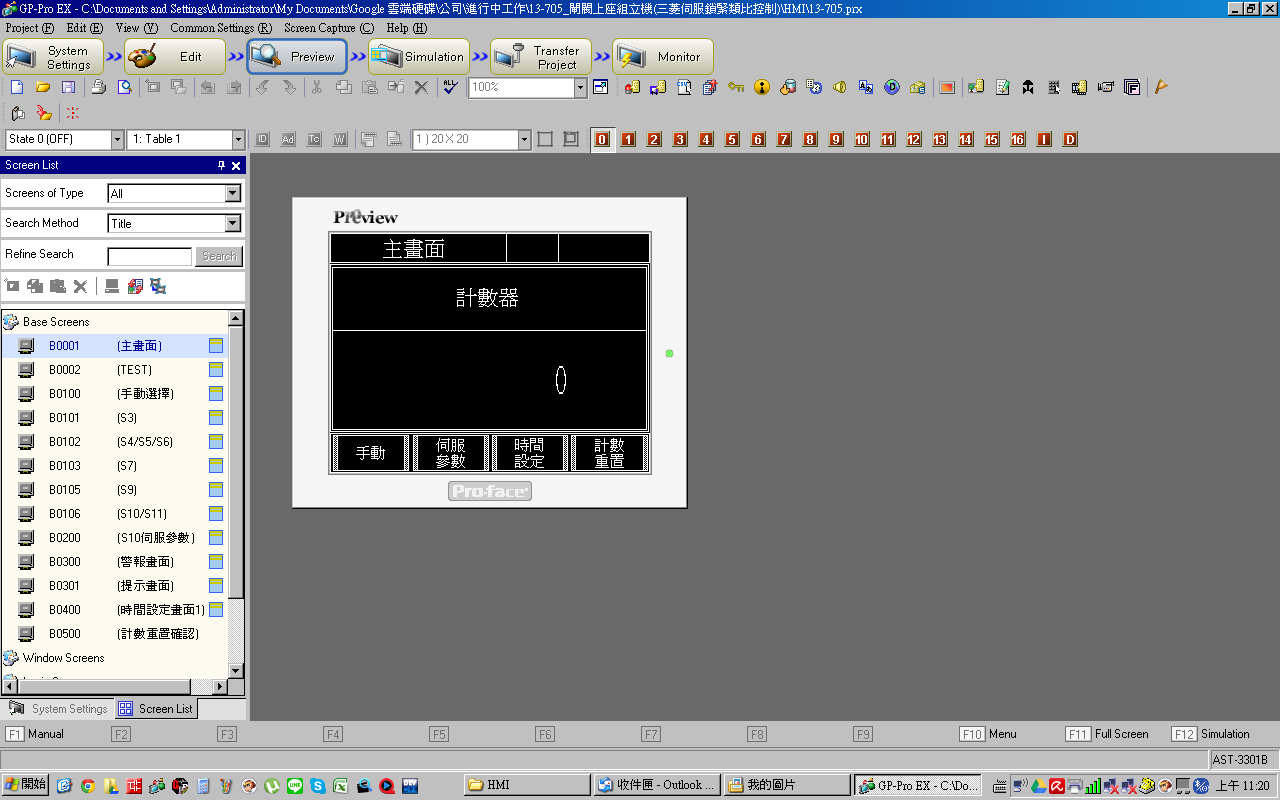 GP-Pro EX - C:\Documents and Settings\Administrator\My Documents\Google 雲端硬碟\公司\進行中工作\13-705_閘閥上座組立機(三菱伺服鎖緊類比控制)\HMI\13-705.prx
Project (F) Edit (E) View (V) Common Settings (R) Screen Capture (C) Help (H)
System Settings Edit Preview Simulation Transfer Project Monitor
ALL 100%
State 0 (OFF) 1: Table 1 ID Ad Tc W 1 ) 20 X 20 0 1 2 3 4 5 6 7 8 9 10 11 12 13 14 15 16 I D
Screen List
Screens of Type All
Search Method Title
Refine Search Search
Base Screens
B0001 (主畫面)
B0002 (TEST)
B0100 (手動選擇)
B0101 (S3)
B0102 (S4/S5/S6)
B0103 (S7)
B0105 (S9)
B0106 (S10/S11)
B0200 (S10伺服參數)
B0300 (警報畫面)
B0301 (提示畫面)
B0400 (時間設定畫面1)
B0500 (計數重置確認)
Window Screens
System Settings Screen List
Preview
主畫面
計數器
0
手動 伺服 參數 時間 設定 計數 重置
Pro-face
F1 Manual F2 F3 F4 F5 F6 F7 F8 F9 F10 Menu F11 Full Screen F12 Simulation
AST-3301B
開始 HMI 收件匣 - Outlook ... 我的圖片 GP-Pro EX - C:\Do... 上午 11:20